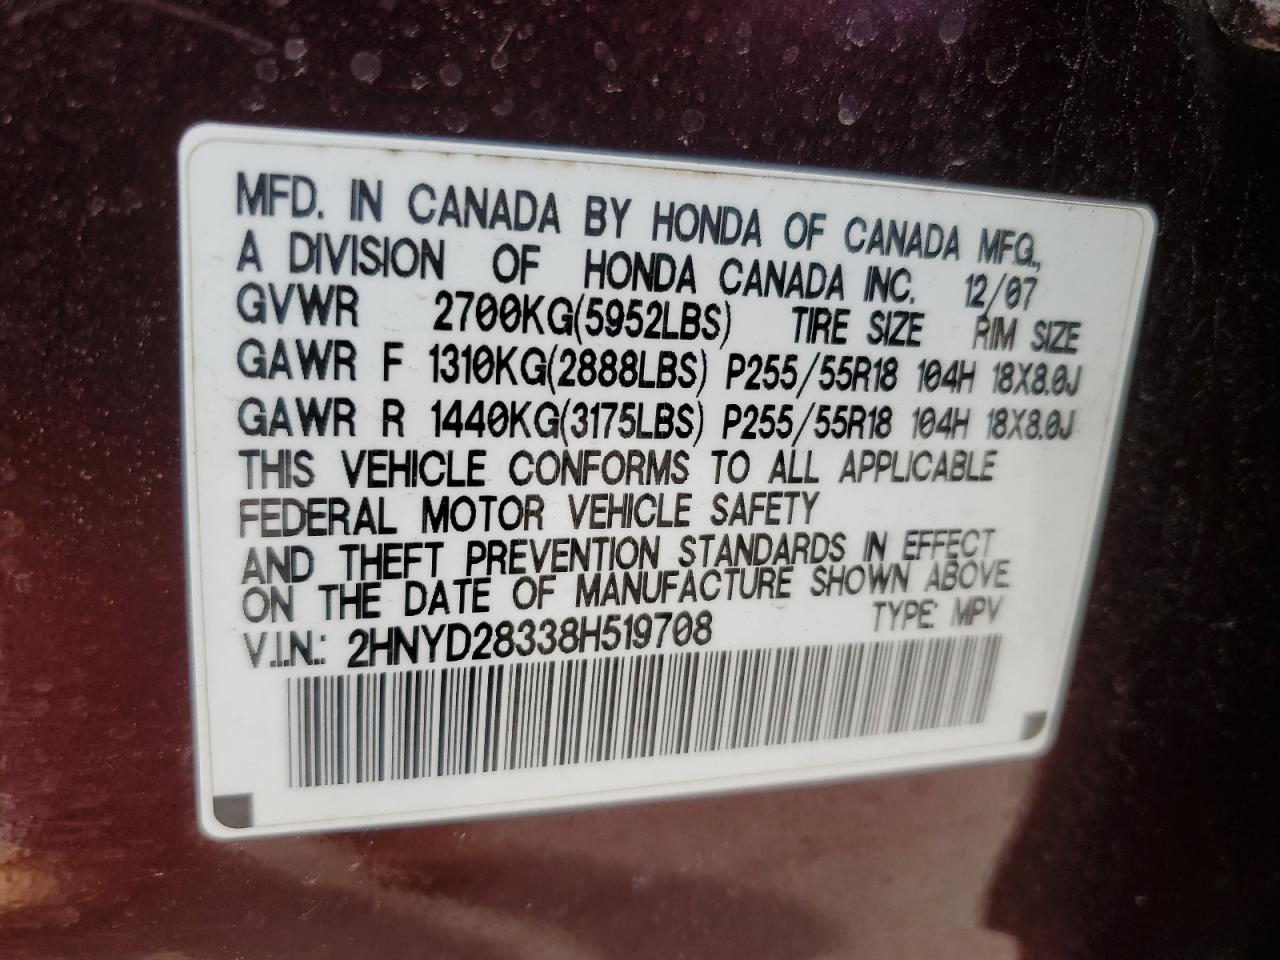 MFD. IN CANADA BY HONDA OF CANADA MFG.,
A DIVISION OF HONDA CANADA INC. 12/07
GVWR 2700KG(5952LBS) TIRE SIZE RIM SIZE
GAWR F 1310KG(2888LBS) P255/55R18 104H 18X8.0J
GAWR R 1440KG(3175LBS) P255/55R18 104H 18X8.0J
THIS VEHICLE CONFORMS TO ALL APPLICABLE
FEDERAL MOTOR VEHICLE SAFETY
AND THEFT PREVENTION STANDARDS IN EFFECT
ON THE DATE OF MANUFACTURE SHOWN ABOVE.
V.I.N.: 2HNYD28338H519708 TYPE: MPV